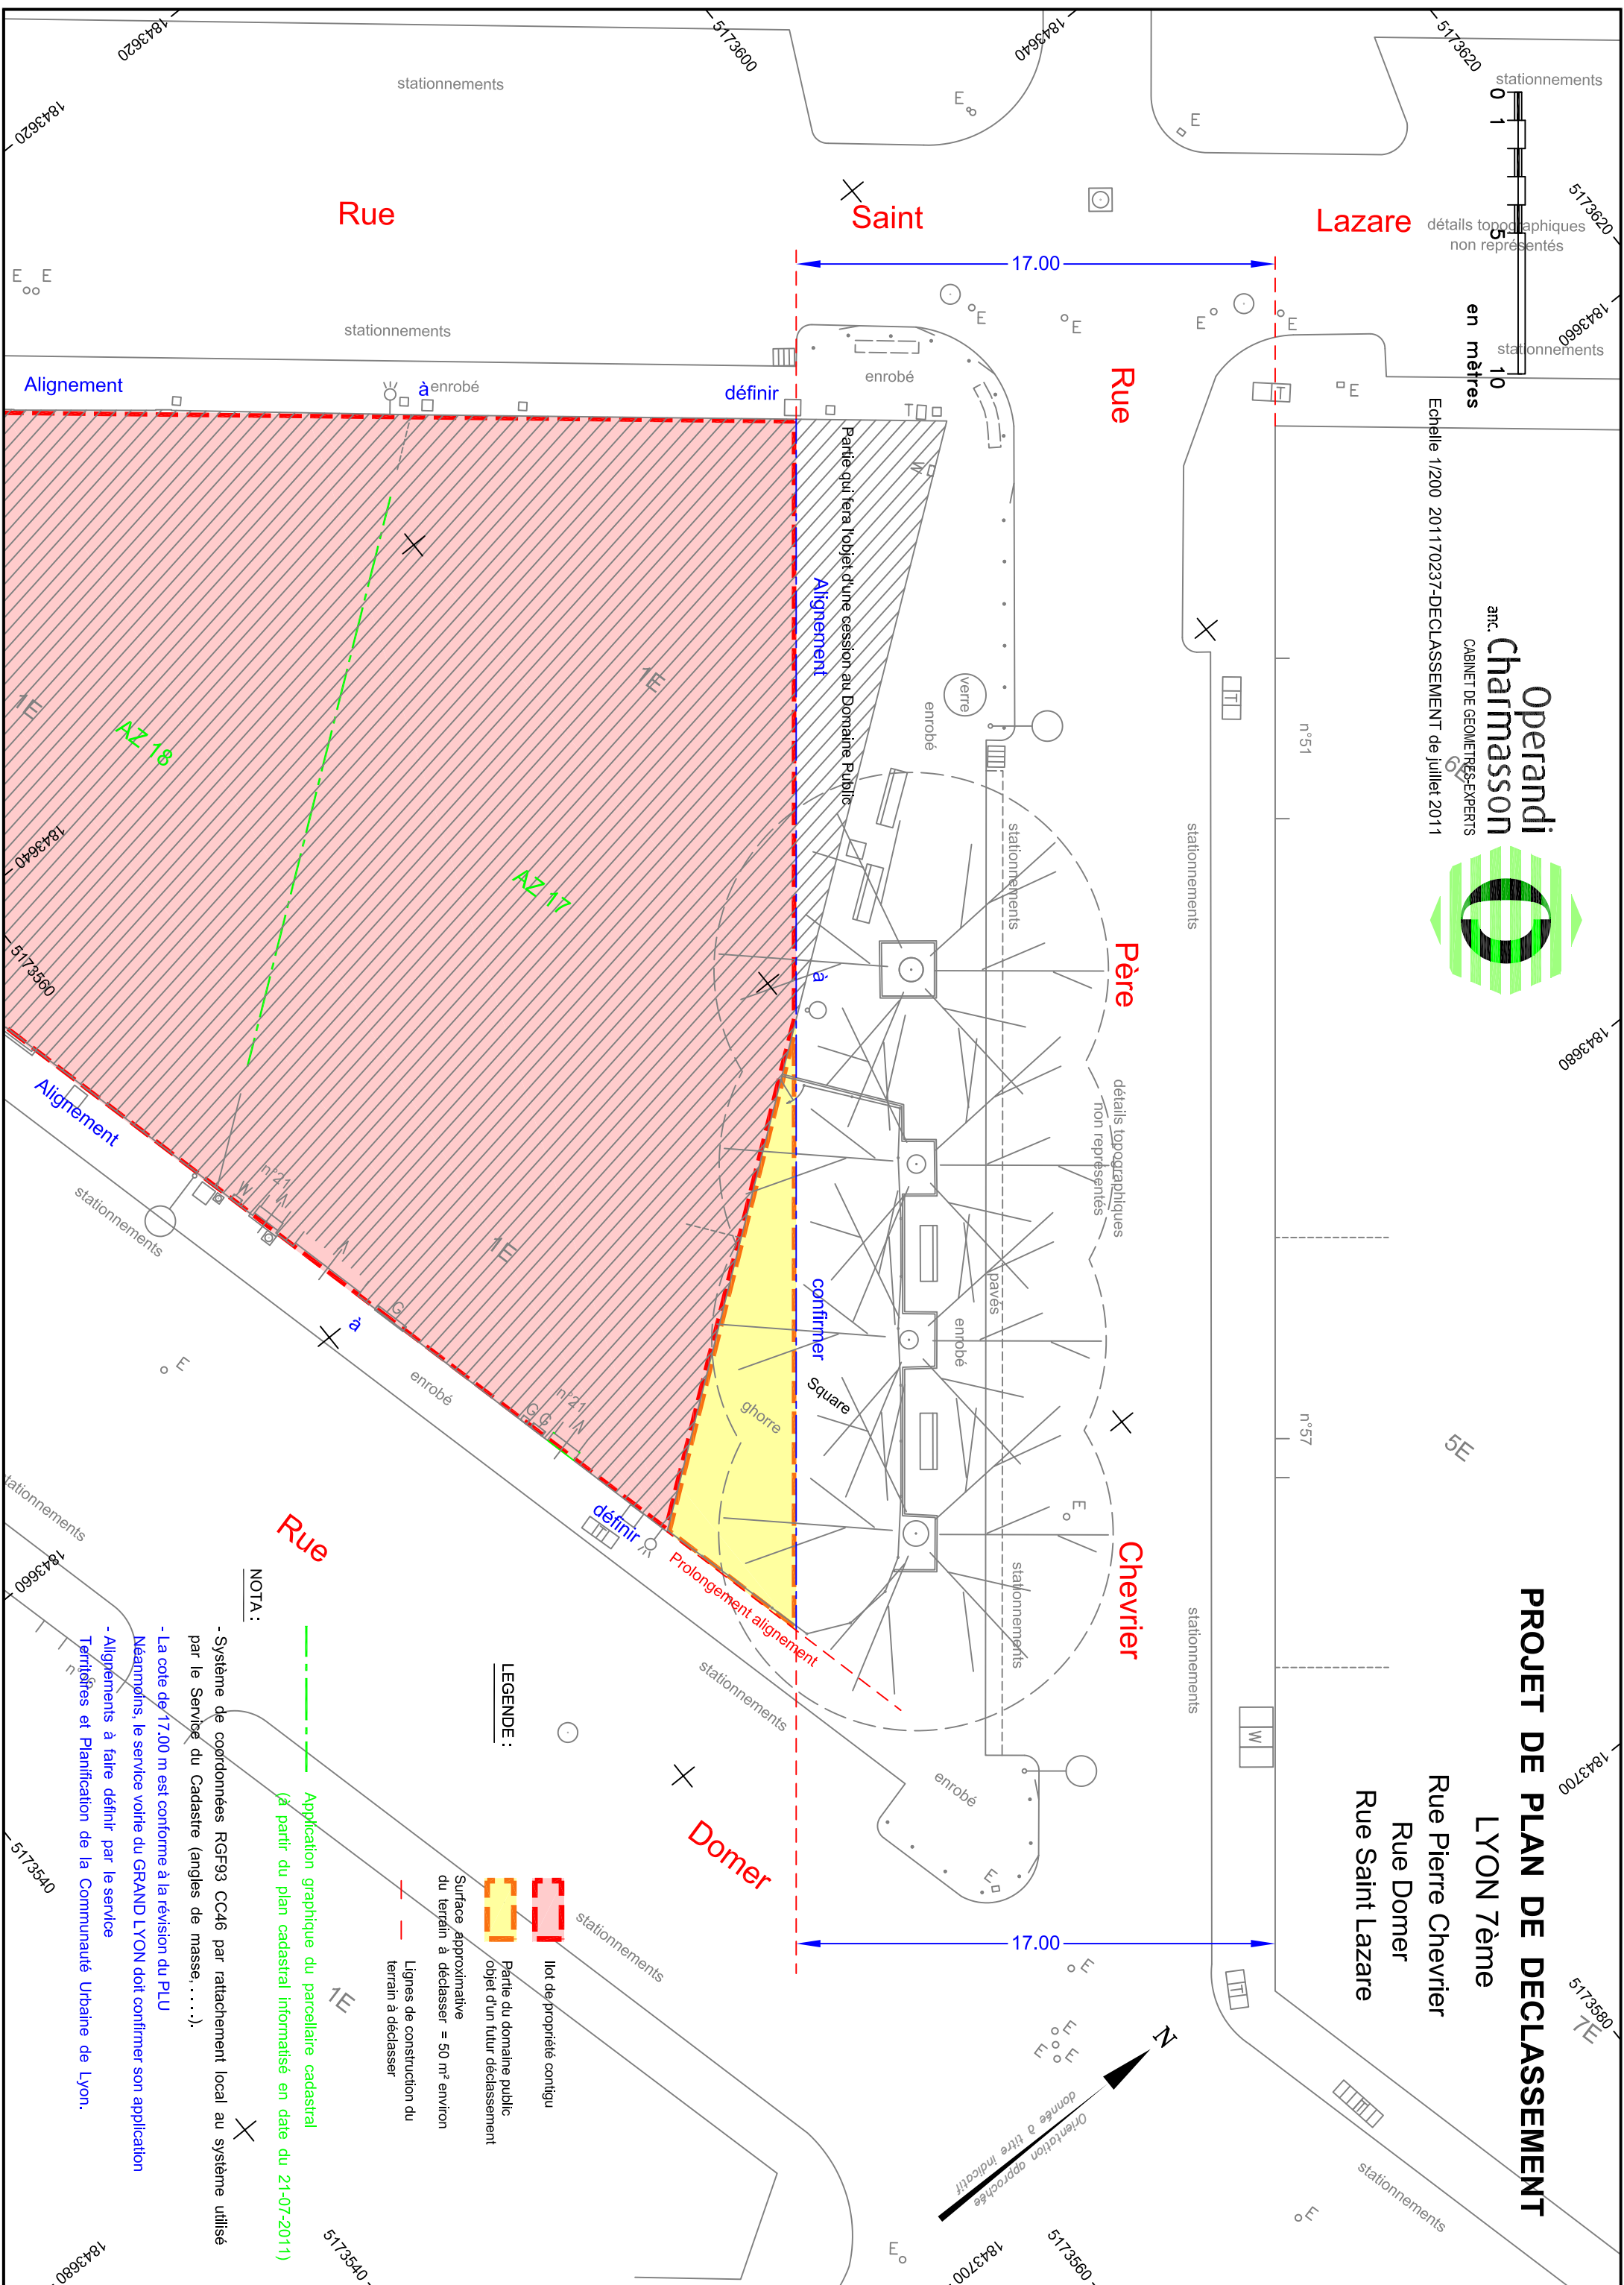 PROJET DE PLAN DE DECLASSEMENT
LYON 7ème
Rue Pierre Chevrier
Rue Domer
Rue Saint Lazare
Operandi
anc. Charmasson
CABINET DE GEOMETRES-EXPERTS
Echelle 1/200 201170237-DECLASSEMENT de juillet 2011
0 1 5 10
en mètres
Rue Saint Lazare
Rue Père Chevrier
Rue Domer
17.00
17.00
1843620
5173600
1843640
5173620
1843620
5173620
1843660
1843640
5173560
1843680
1843660
1843700
5173540
5173580
1843680
5173540
1843700
5173560
stationnements
stationnements
stationnements
stationnements
détails topographiques
non représentés
enrobé
enrobé
Alignement à définir
Alignement à confirmer
Alignement à définir
Partie qui fera l'objet d'une cession au Domaine Public
Prolongement alignement
AZ 18
AZ 17
1E
1E
1E
1E
6E
5E
7E
n°51
n°57
n°21
n°21
verre
enrobé
stationnements
stationnements
détails topographiques
non représentés
pavés
enrobé
Square
ghorre
stationnements
stationnements
stationnements
enrobé
stationnements
enrobé
stationnements
stationnements
stationnements
N
Orientation approchée
donnée à titre indicatif
LEGENDE :
Ilot de propriété contigu
Partie du domaine public
objet d'un futur déclassement
Surface approximative
du terrain à déclasser = 50 m² environ
Lignes de construction du
terrain à déclasser
Application graphique du parcellaire cadastral
(à partir du plan cadastral informatisé en date du 21-07-2011)
NOTA :
- Système de coordonnées RGF93 CC46 par rattachement local au système utilisé
par le Service du Cadastre (angles de masse, . . . .).
- La cote de 17.00 m est conforme à la révision du PLU
Néanmoins, le service voirie du GRAND LYON doit confirmer son application
- Alignements à faire définir par le service
Territoires et Planification de la Communauté Urbaine de Lyon.